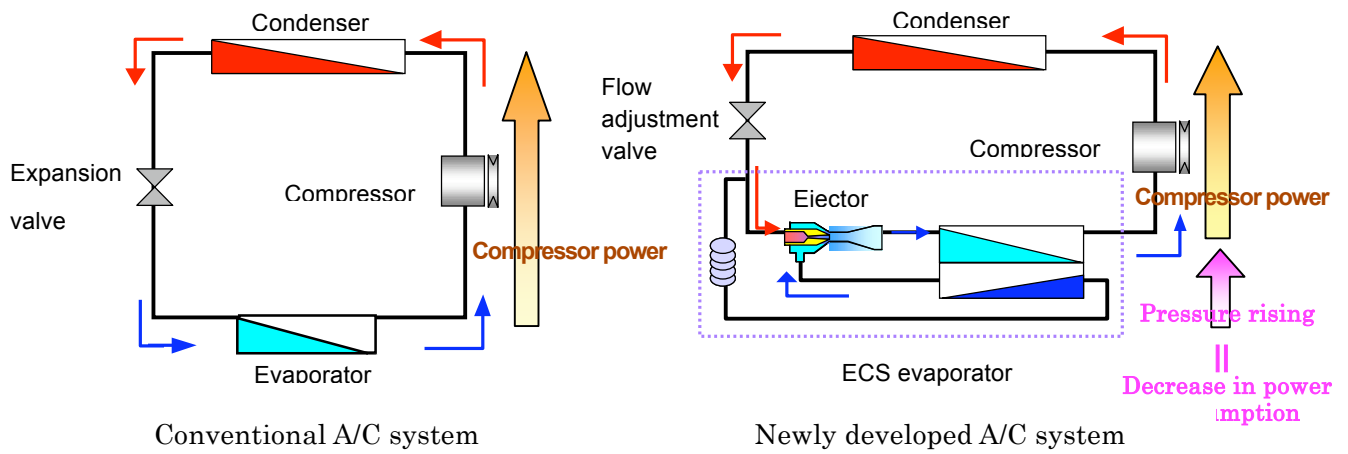 Condenser
Expansion
valve
Compressor
Compressor power
Evaporator
Conventional A/C system
Condenser
Flow
adjustment
valve
Compressor
Ejector
Compressor power
Pressure rising
ECS evaporator
Decrease in power
Newly developed A/C system